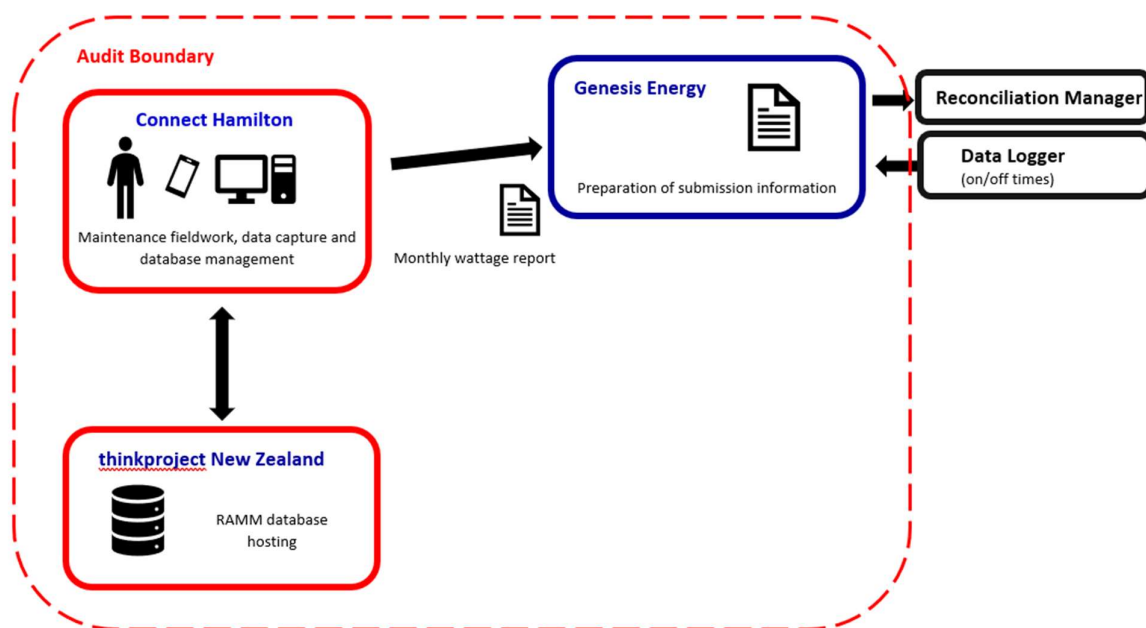 Audit Boundary
Connect Hamilton
Maintenance fieldwork, data capture and
database management
Monthly wattage report
Genesis Energy
Preparation of submission information
Reconciliation Manager
Data Logger
(on/off times)
thinkproject New Zealand
RAMM database
hosting